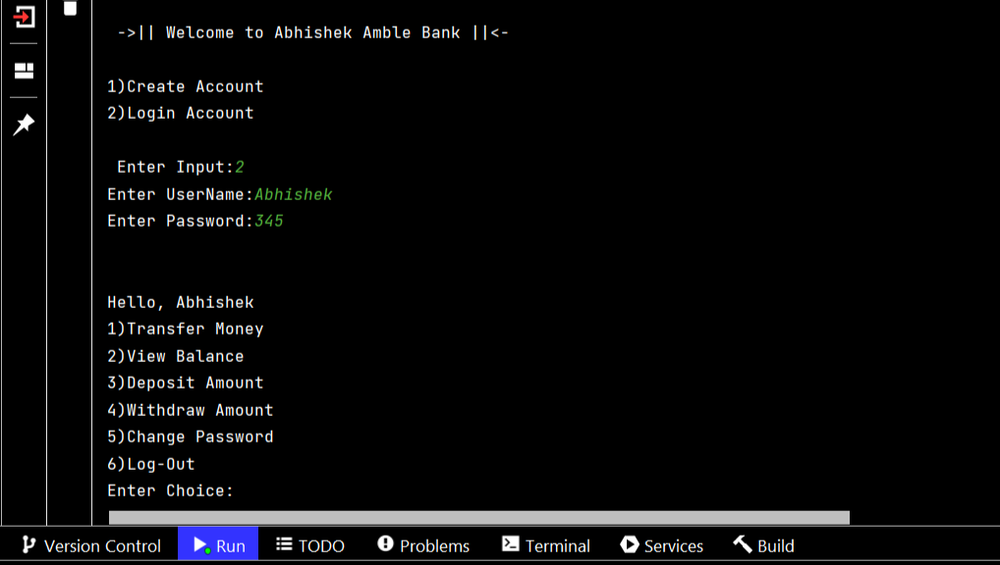 ->|| Welcome to Abhishek Amble Bank ||<-
1)Create Account
2)Login Account
Enter Input:2
Enter UserName:Abhishek
Enter Password:345
Hello, Abhishek
1)Transfer Money
2)View Balance
3)Deposit Amount
4)Withdraw Amount
5)Change Password
6)Log-Out
Enter Choice:
Version Control Run TODO Problems Terminal Services Build